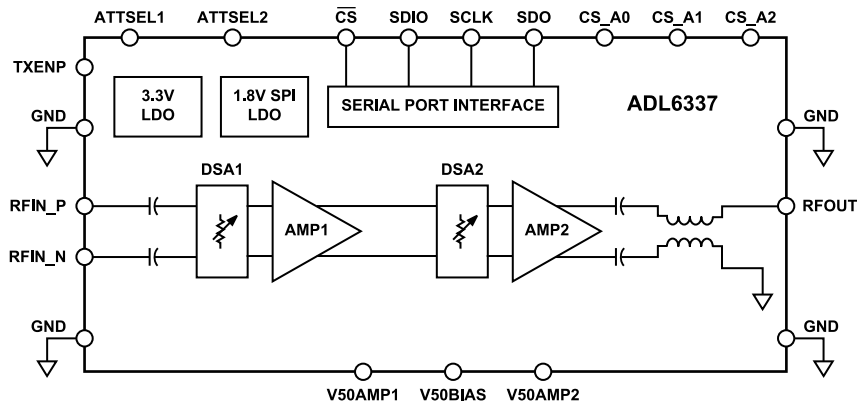 ATTSEL1 ATTSEL2 CS SDIO SCLK SDO CS_A0 CS_A1 CS_A2
TXENP
3.3V
LDO
1.8V SPI
LDO
SERIAL PORT INTERFACE
ADL6337
GND
GND
DSA1
DSA2
RFIN_P
AMP1
AMP2
RFOUT
RFIN_N
GND
GND
V50AMP1 V50BIAS V50AMP2